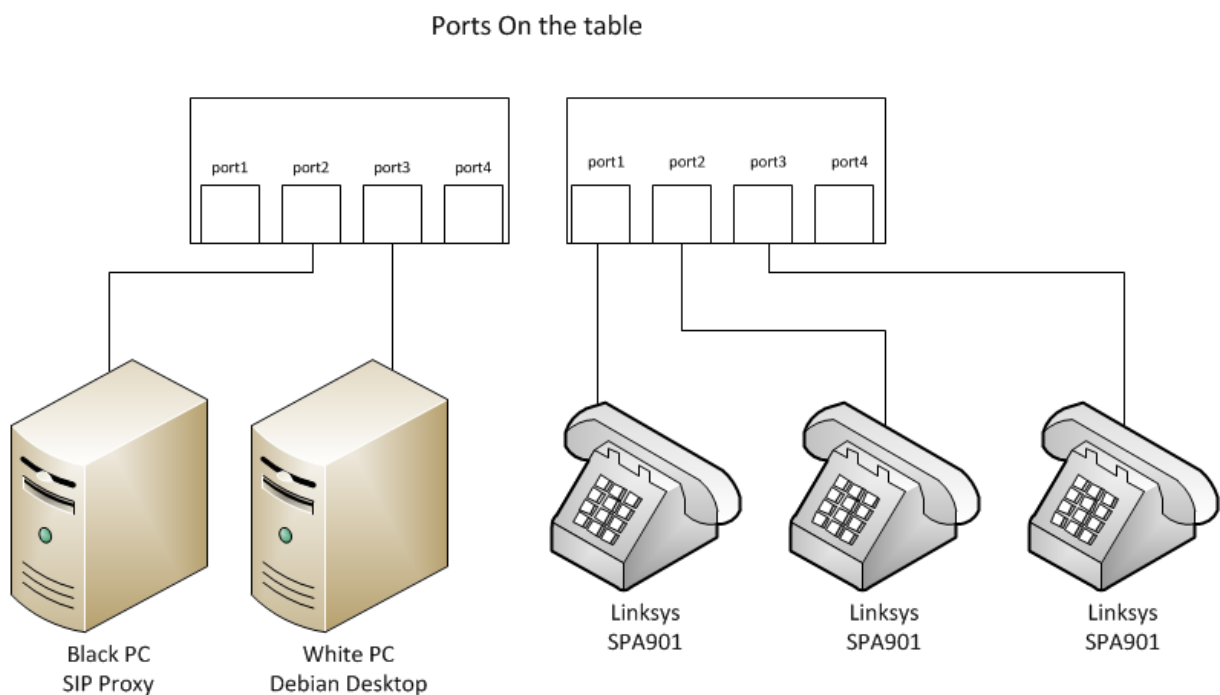 Ports On the table
port1 port2 port3 port4
port1 port2 port3 port4
Black PC
SIP Proxy
White PC
Debian Desktop
Linksys
SPA901
Linksys
SPA901
Linksys
SPA901